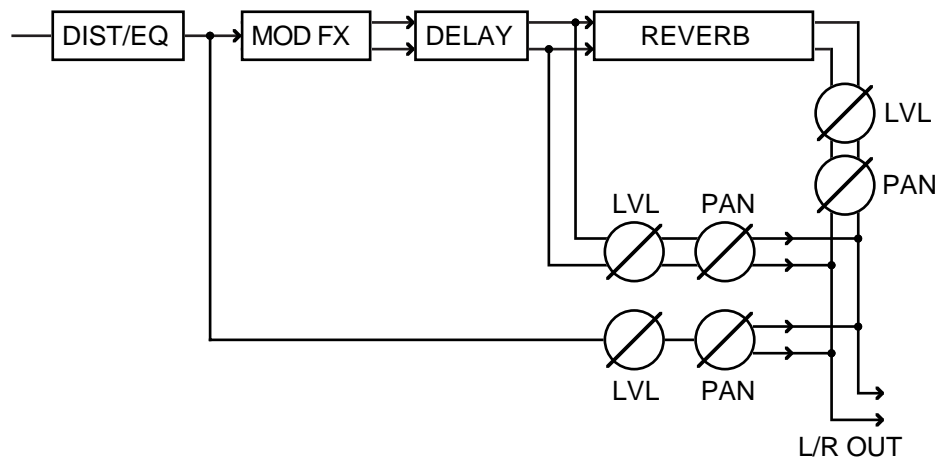 DIST/EQ MOD FX DELAY REVERB
LVL
PAN
LVL PAN
LVL PAN
L/R OUT